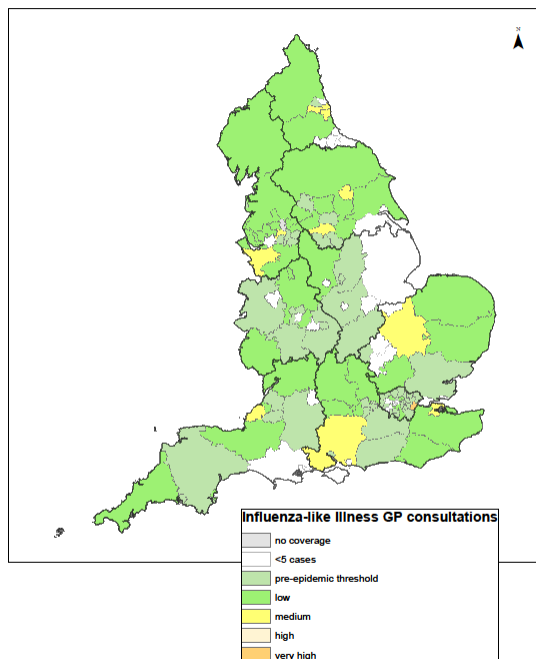 N
Influenza-like Illness GP consultations
no coverage
<5 cases
pre-epidemic threshold
low
medium
high
very high